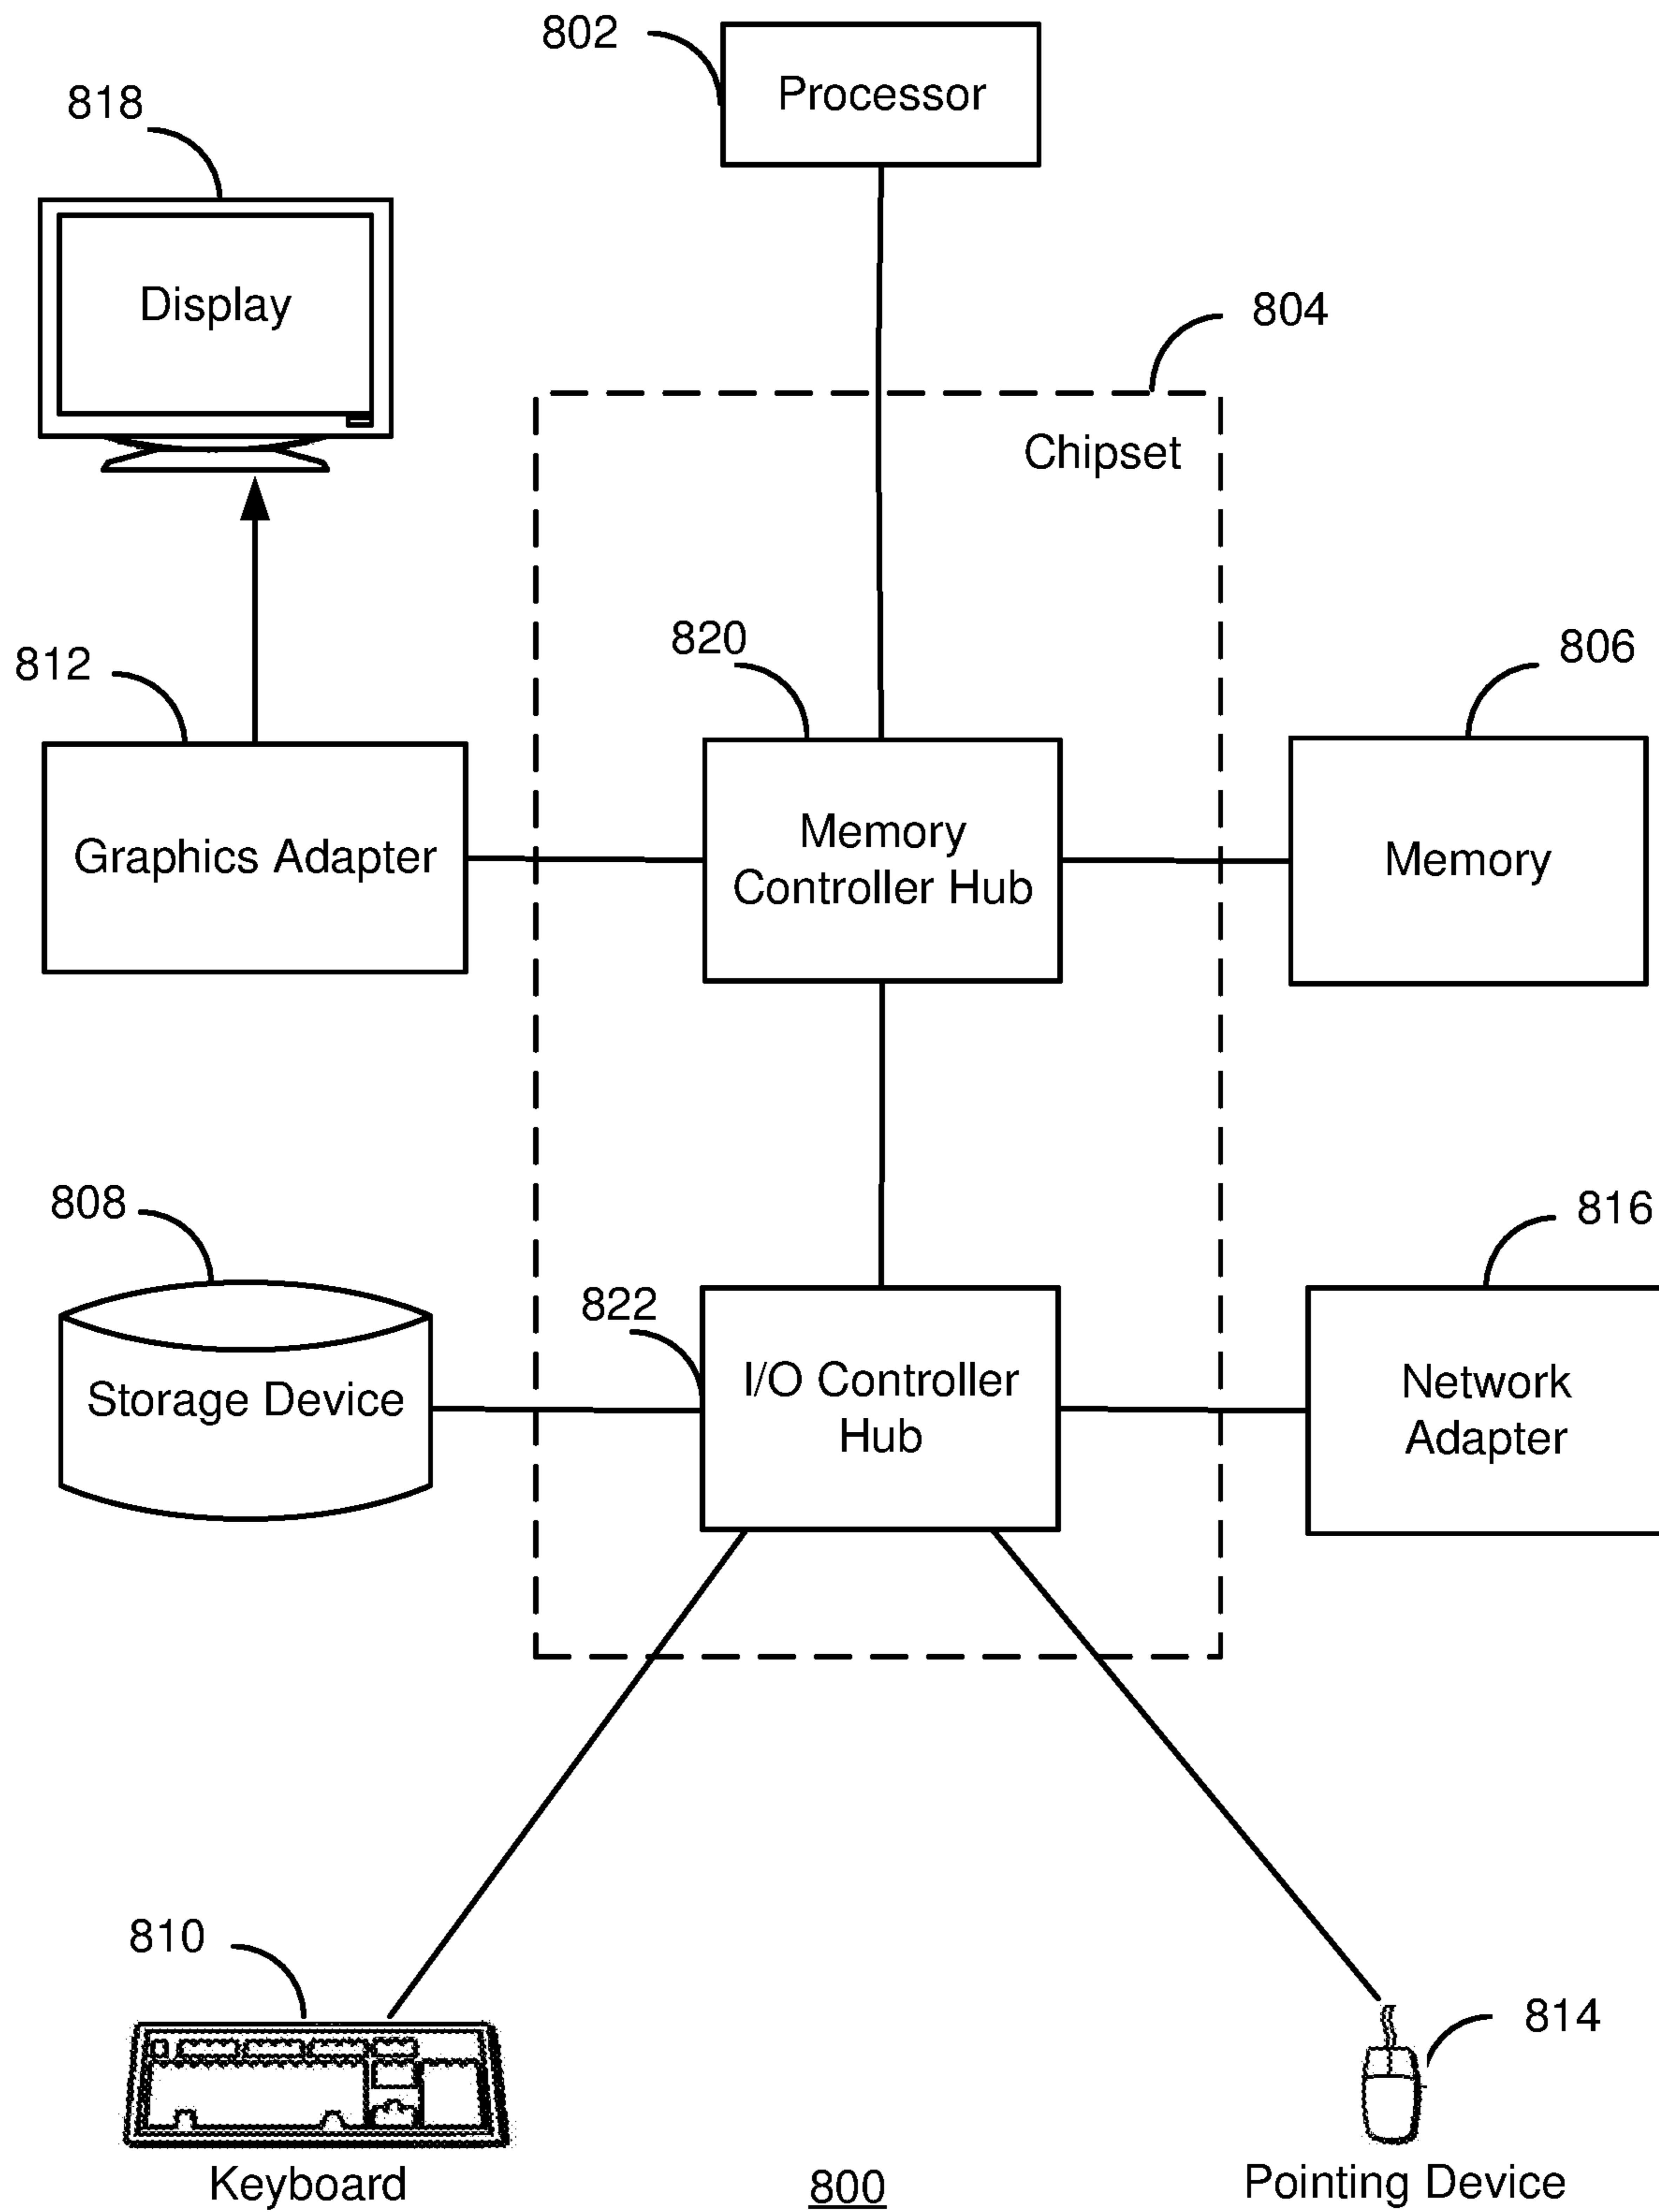 802
Processor
818
Display
804
Chipset
812
820
806
Graphics Adapter
Memory
Controller Hub
Memory
808
822
816
Storage Device
I/O Controller
Hub
Network
Adapter
810
814
Keyboard
800
Pointing Device